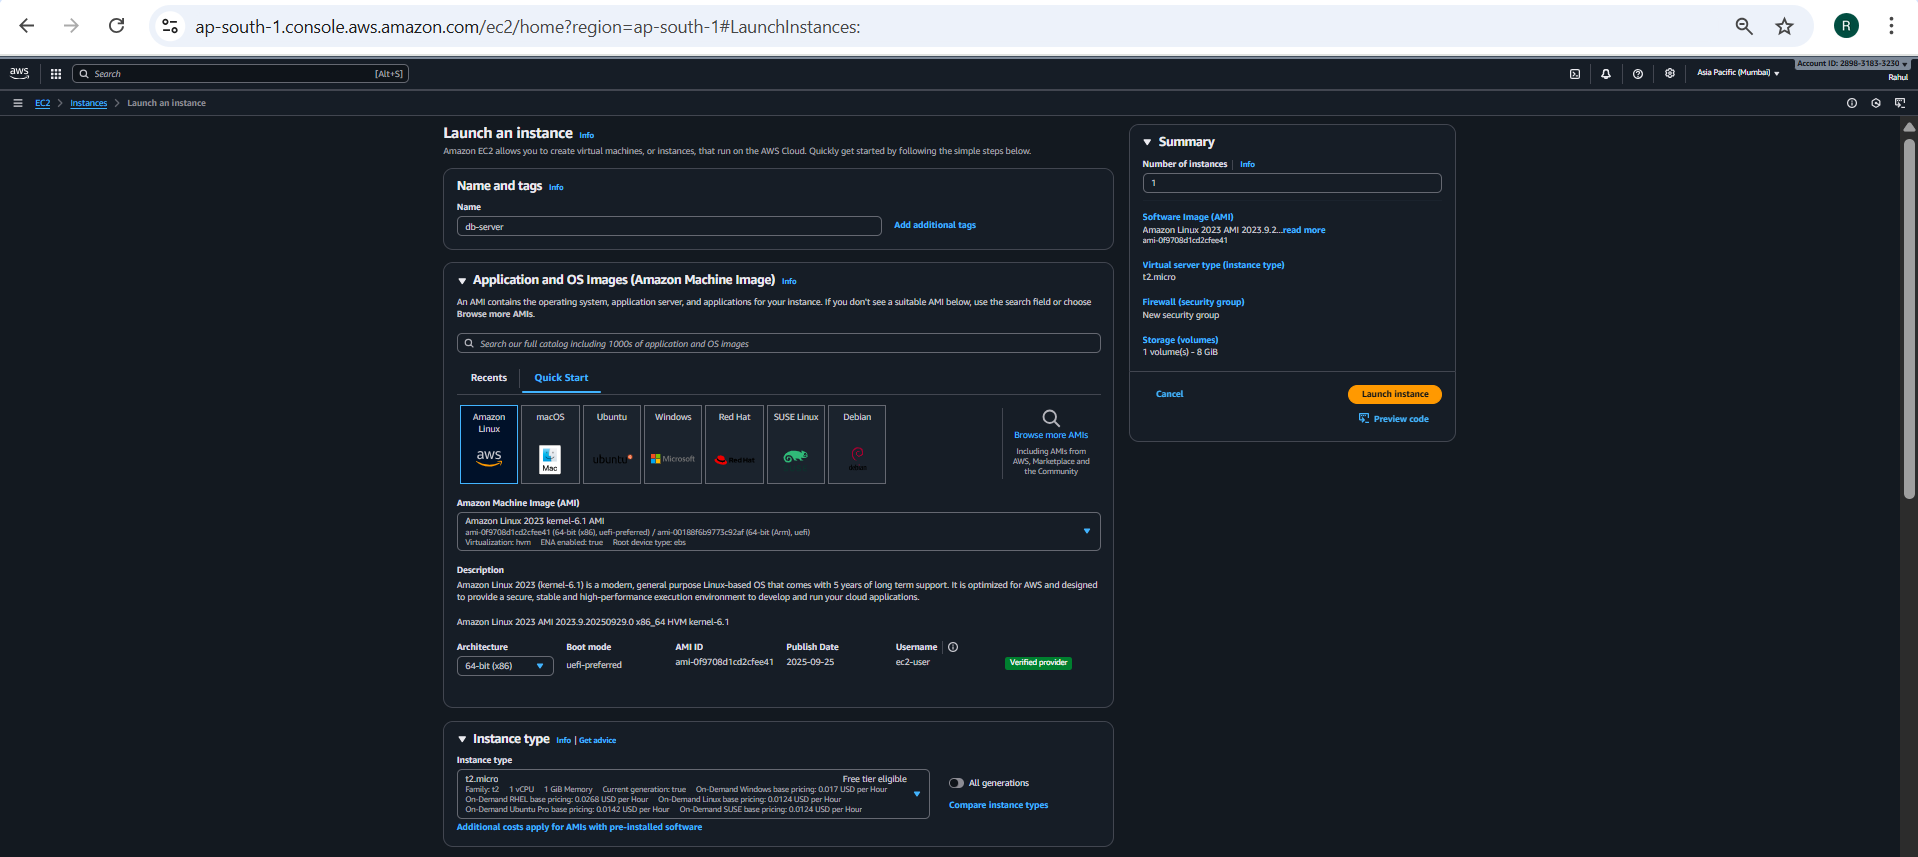 ap-south-1.console.aws.amazon.com/ec2/home?region=ap-south-1#LaunchInstances:
R
aws
Search
[Alt+S]
Asia Pacific (Mumbai)
Account ID: 2898-3183-3230
Rahul
EC2 > Instances > Launch an instance
Launch an instance Info
Amazon EC2 allows you to create virtual machines, or instances, that run on the AWS Cloud. Quickly get started by following the simple steps below.
Name and tags Info
Name
db-server
Add additional tags
Application and OS Images (Amazon Machine Image) Info
An AMI contains the operating system, application server, and applications for your instance. If you don't see a suitable AMI below, use the search field or choose
Browse more AMIs.
Search our full catalog including 1000s of application and OS images
Recents
Quick Start
Amazon
Linux
aws
macOS
Mac
Ubuntu
ubuntu
Windows
Microsoft
Red Hat
Red Hat
SUSE Linux
Debian
debian
Browse more AMIs
Including AMIs from
AWS, Marketplace and
the Community
Amazon Machine Image (AMI)
Amazon Linux 2023 kernel-6.1 AMI
ami-0f9708d1cd2cfee41 (64-bit (x86), uefi-preferred) / ami-00188f6b9773c92af (64-bit (Arm), uefi)
Virtualization: hvm ENA enabled: true Root device type: ebs
Description
Amazon Linux 2023 (kernel-6.1) is a modern, general purpose Linux-based OS that comes with 5 years of long term support. It is optimized for AWS and designed
to provide a secure, stable and high-performance execution environment to develop and run your cloud applications.
Amazon Linux 2023 AMI 2023.9.20250929.0 x86_64 HVM kernel-6.1
Architecture Boot mode AMI ID Publish Date Username
64-bit (x86) uefi-preferred ami-0f9708d1cd2cfee41 2025-09-25 ec2-user Verified provider
Instance type Info | Get advice
Instance type
t2.micro Free tier eligible
Family: t2 1 vCPU 1 GiB Memory Current generation: true On-Demand Windows base pricing: 0.017 USD per Hour
On-Demand RHEL base pricing: 0.0268 USD per Hour On-Demand Linux base pricing: 0.0124 USD per Hour
On-Demand Ubuntu Pro base pricing: 0.0142 USD per Hour On-Demand SUSE base pricing: 0.0124 USD per Hour
All generations
Compare instance types
Additional costs apply for AMIs with pre-installed software
Summary
Number of instances Info
1
Software Image (AMI)
Amazon Linux 2023 AMI 2023.9.2...read more
ami-0f9708d1cd2cfee41
Virtual server type (instance type)
t2.micro
Firewall (security group)
New security group
Storage (volumes)
1 volume(s) - 8 GiB
Cancel
Launch instance
Preview code